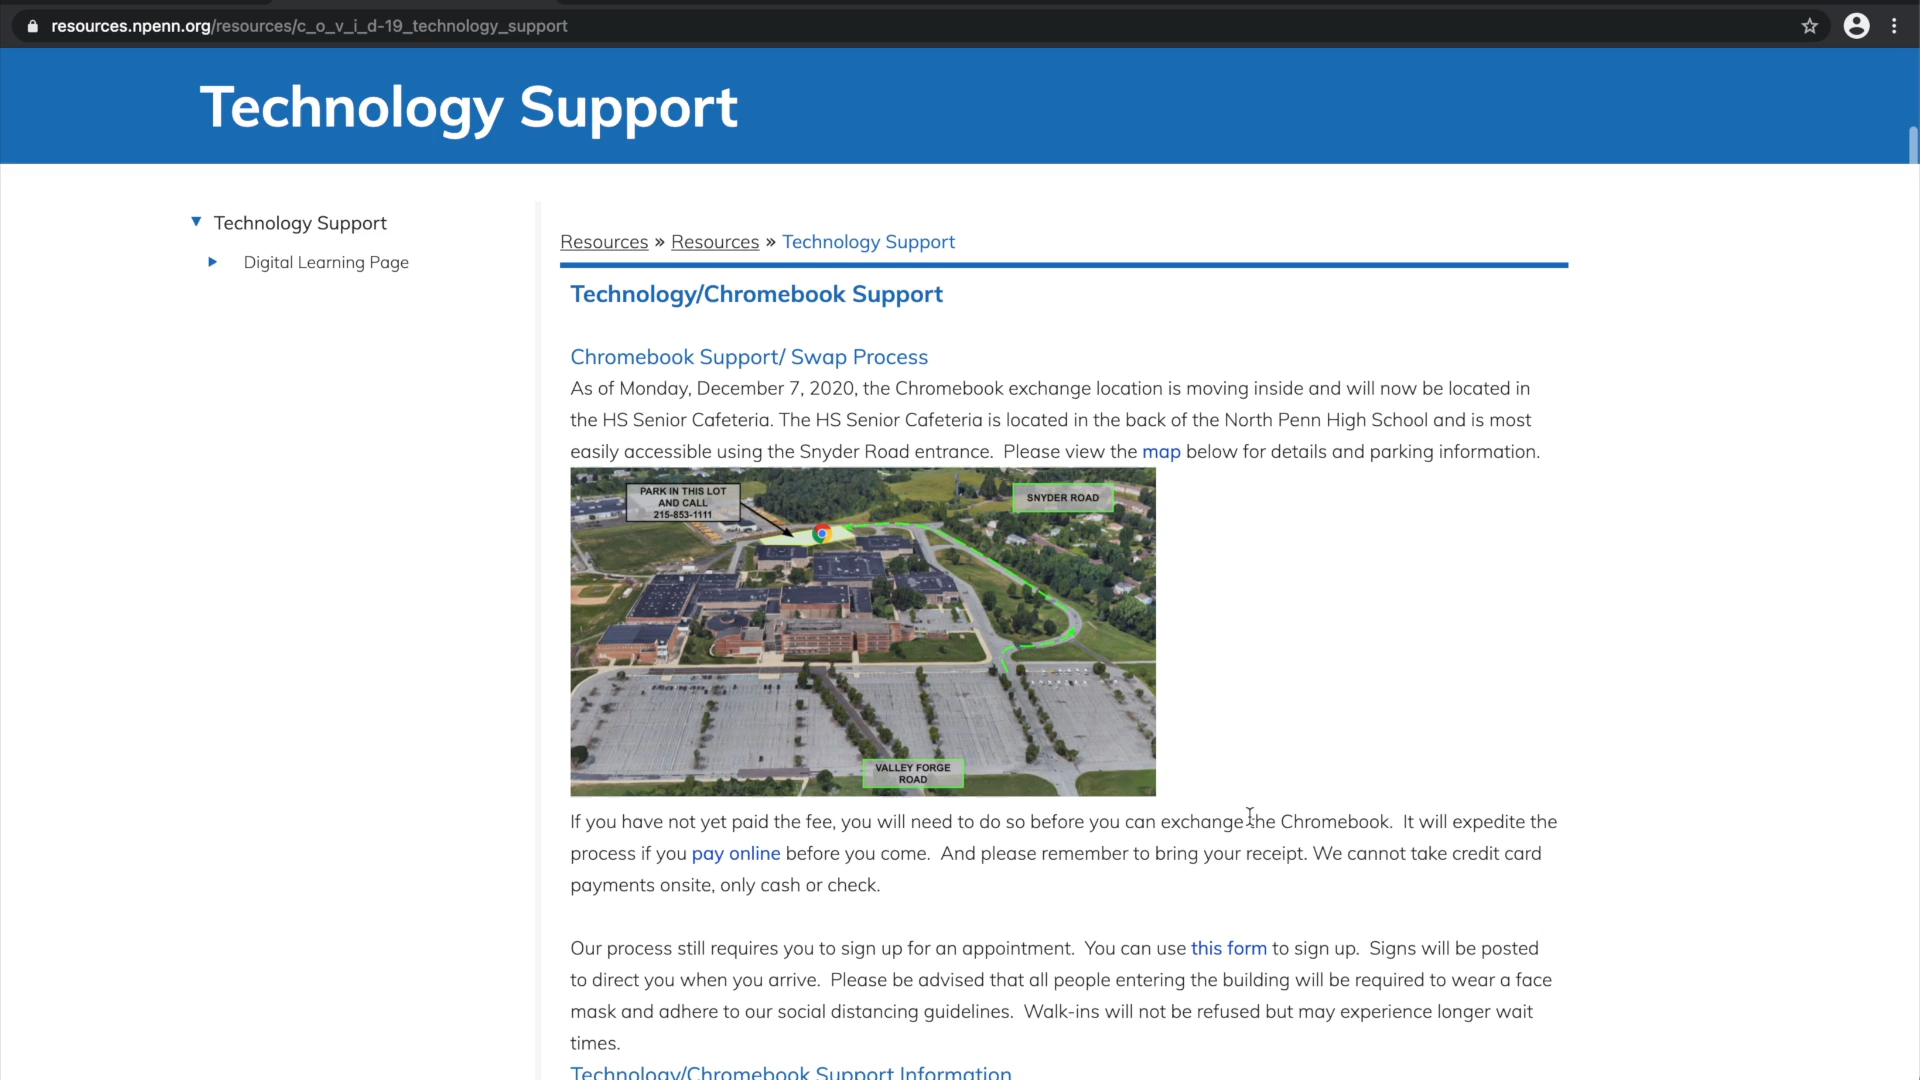 resources.npenn.org/resources/c_o_v_i_d-19_technology_support
Technology Support
Technology Support
Digital Learning Page
Resources » Resources » Technology Support
Technology/Chromebook Support
Chromebook Support/ Swap Process
As of Monday, December 7, 2020, the Chromebook exchange location is moving inside and will now be located in
the HS Senior Cafeteria. The HS Senior Cafeteria is located in the back of the North Penn High School and is most
easily accessible using the Snyder Road entrance.  Please view the map below for details and parking information.
PARK IN THIS LOT
AND CALL
215-853-1111
SNYDER ROAD
VALLEY FORGE
ROAD
If you have not yet paid the fee, you will need to do so before you can exchange the Chromebook.  It will expedite the
process if you pay online before you come.  And please remember to bring your receipt. We cannot take credit card
payments onsite, only cash or check.
Our process still requires you to sign up for an appointment.  You can use this form to sign up.  Signs will be posted
to direct you when you arrive.  Please be advised that all people entering the building will be required to wear a face
mask and adhere to our social distancing guidelines.  Walk-ins will not be refused but may experience longer wait
times.
Technology/Chromebook Support Information